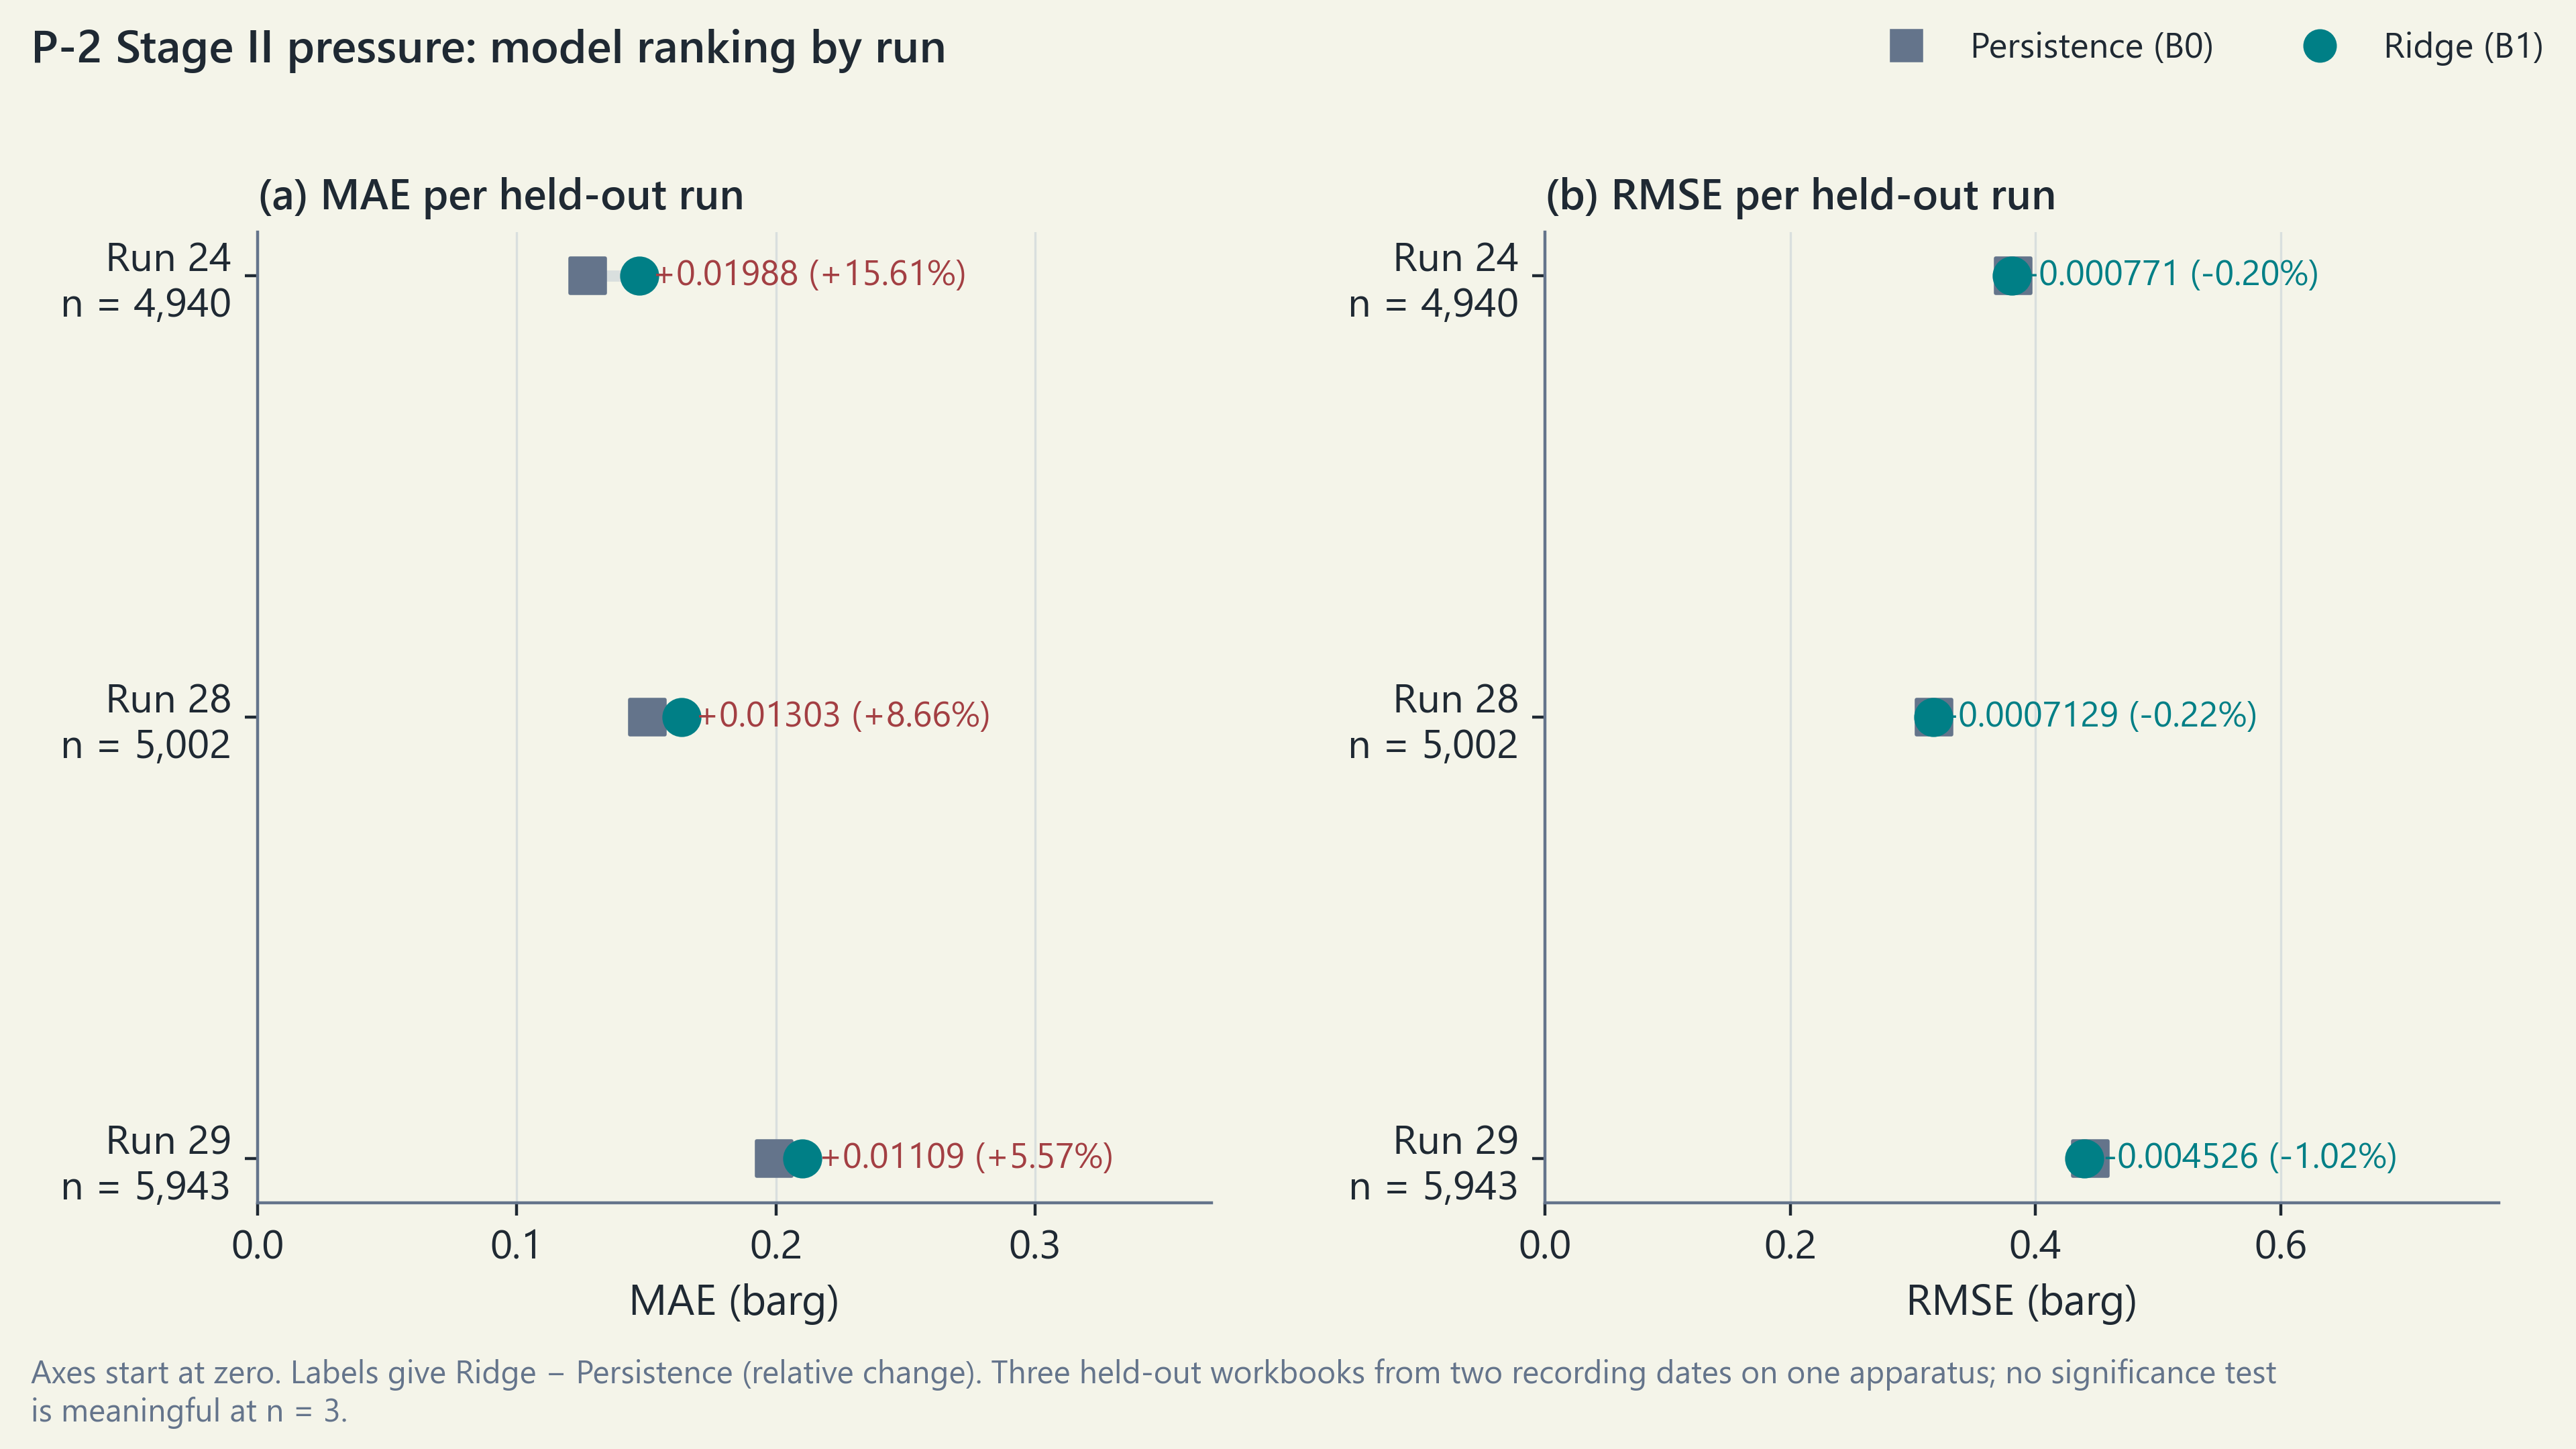 P-2 Stage II pressure: model ranking by run
Persistence (B0)
Ridge (B1)
(a) MAE per held-out run
Run 24
n = 4,940
+0.01988 (+15.61%)
Run 28
n = 5,002
+0.01303 (+8.66%)
Run 29
n = 5,943
+0.01109 (+5.57%)
0.0 0.1 0.2 0.3
MAE (barg)
(b) RMSE per held-out run
Run 24
n = 4,940
-0.000771 (-0.20%)
Run 28
n = 5,002
-0.0007129 (-0.22%)
Run 29
n = 5,943
-0.004526 (-1.02%)
0.0 0.2 0.4 0.6
RMSE (barg)
Axes start at zero. Labels give Ridge − Persistence (relative change). Three held-out workbooks from two recording dates on one apparatus; no significance test
is meaningful at n = 3.